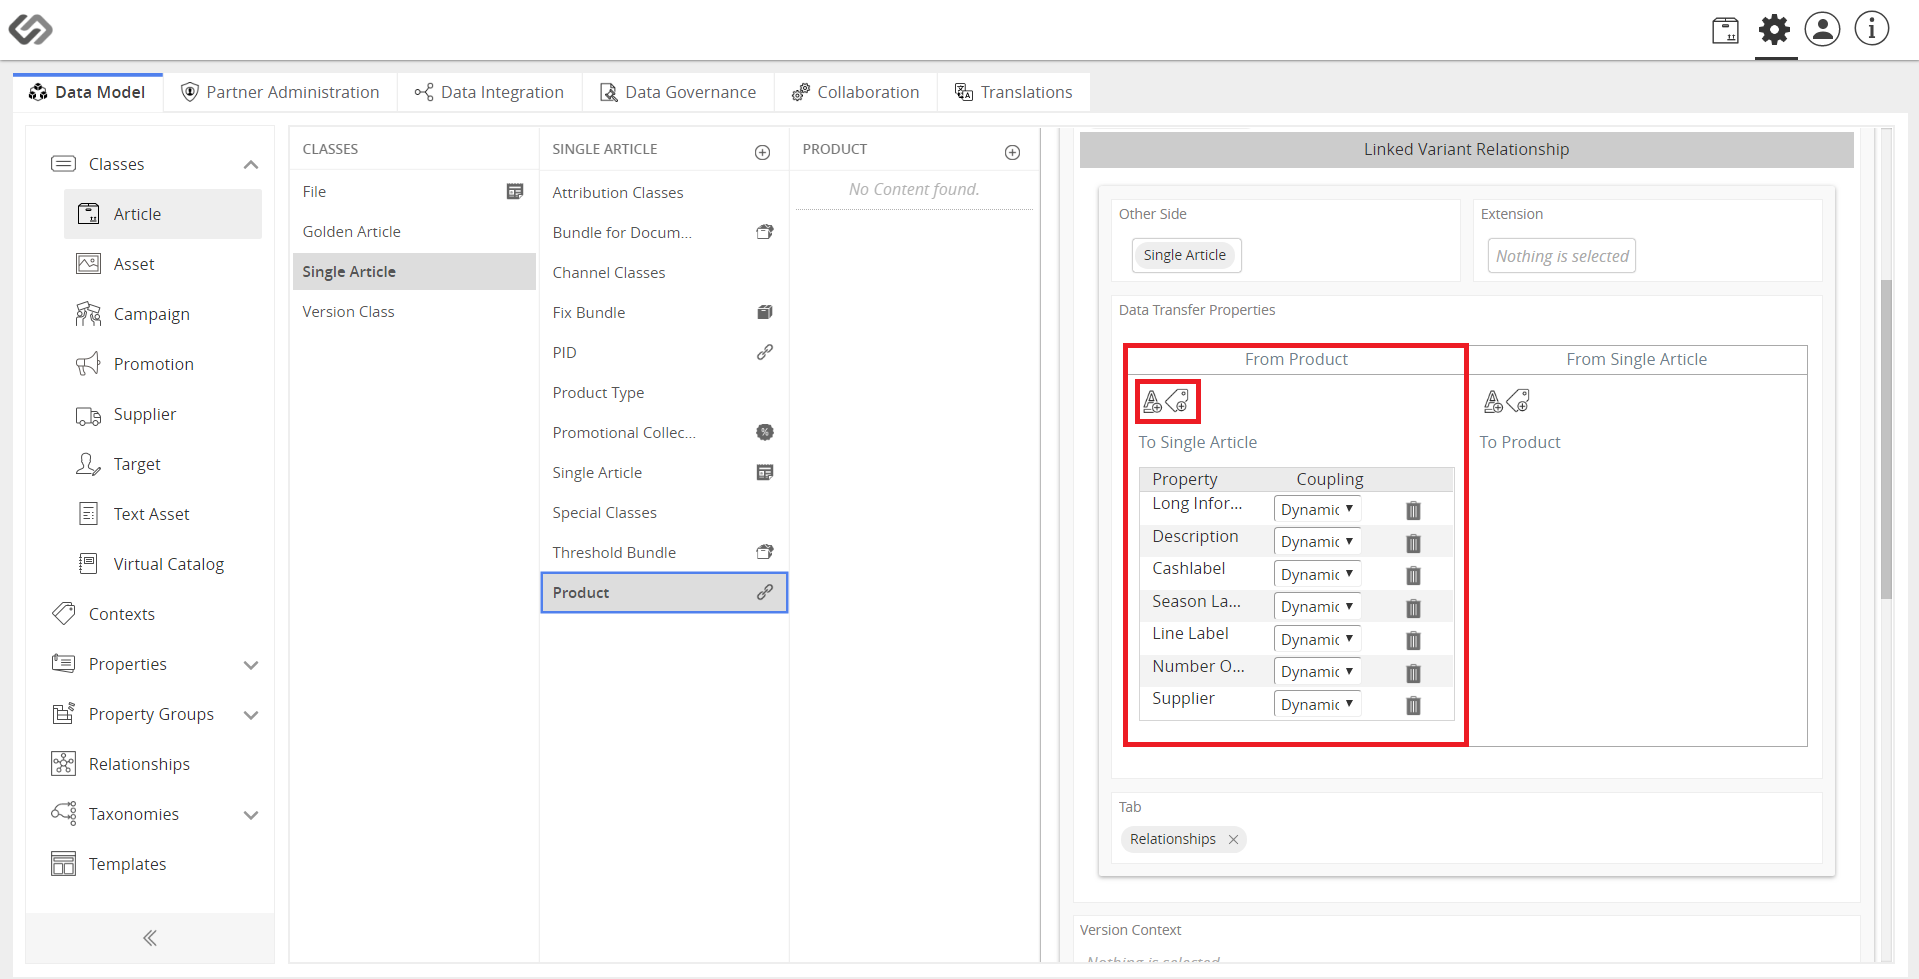 Data Model
Partner Administration
Data Integration
Data Governance
Collaboration
Translations
Classes
Article
Asset
Campaign
Promotion
Supplier
Target
Text Asset
Virtual Catalog
Contexts
Properties
Property Groups
Relationships
Taxonomies
Templates
CLASSES
File
Golden Article
Single Article
Version Class
SINGLE ARTICLE
Attribution Classes
Bundle for Docum...
Channel Classes
Fix Bundle
PID
Product Type
Promotional Collec...
Single Article
Special Classes
Threshold Bundle
Product
PRODUCT
No Content found.
Linked Variant Relationship
Other Side
Single Article
Extension
Nothing is selected
Data Transfer Properties
From Product
To Single Article
Property Coupling
Long Infor... Dynamic
Description Dynamic
Cashlabel Dynamic
Season La... Dynamic
Line Label Dynamic
Number O... Dynamic
Supplier Dynamic
From Single Article
To Product
Tab
Relationships
Version Context
Nothing is selected